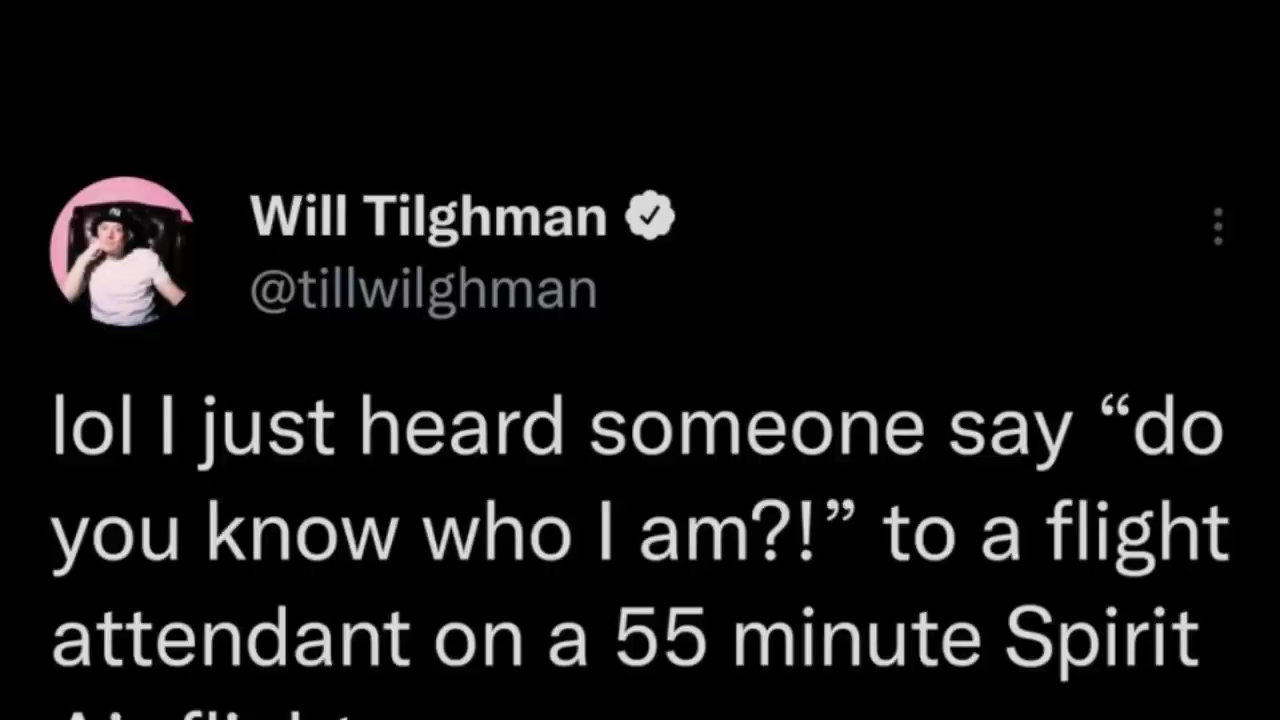 Will Tilghman
@tillwilghman
lol I just heard someone say “do
you know who I am?!” to a flight
attendant on a 55 minute Spirit